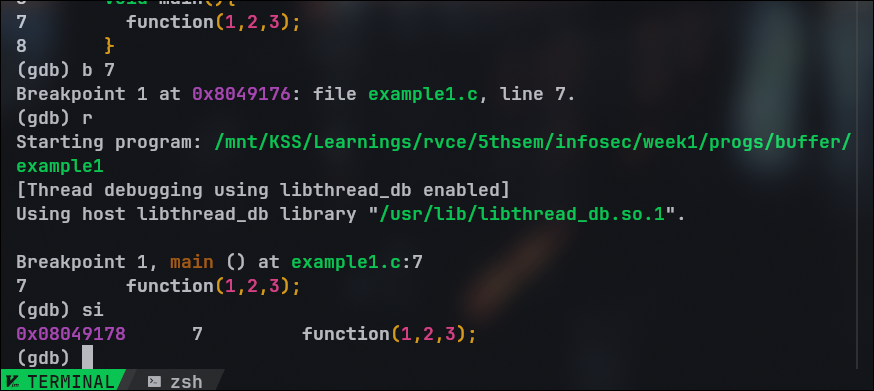 7         function(1,2,3);
8       }
(gdb) b 7
Breakpoint 1 at 0x8049176: file example1.c, line 7.
(gdb) r
Starting program: /mnt/KSS/Learnings/rvce/5thsem/infosec/week1/progs/buffer/
example1
[Thread debugging using libthread_db enabled]
Using host libthread_db library "/usr/lib/libthread_db.so.1".
Breakpoint 1, main () at example1.c:7
7         function(1,2,3);
(gdb) si
0x08049178      7         function(1,2,3);
(gdb)
TERMINAL zsh